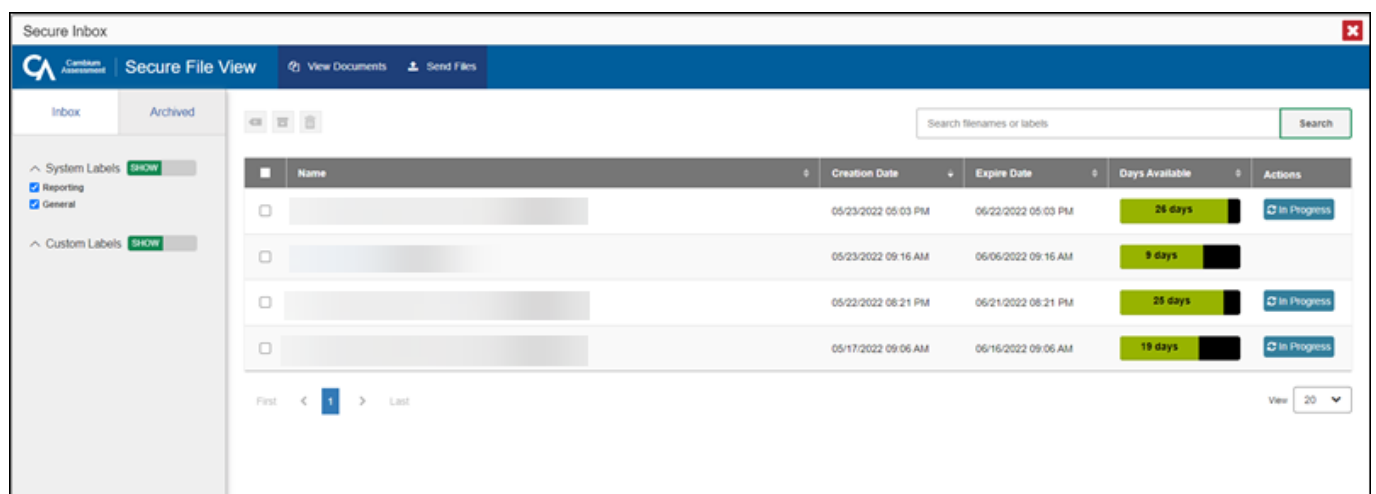 Secure Inbox
CA Cambium Assessment Secure File View View Documents Send Files
Inbox Archived
Search filenames or labels Search
System Labels SHOW
Reporting
General
Custom Labels SHOW
Name Creation Date Expire Date Days Available Actions
05/23/2022 05:03 PM 06/22/2022 05:03 PM 26 days In Progress
05/23/2022 09:16 AM 06/06/2022 09:16 AM 9 days
05/22/2022 08:21 PM 06/21/2022 08:21 PM 25 days In Progress
05/17/2022 09:06 AM 06/16/2022 09:06 AM 19 days In Progress
First 1 Last View 20